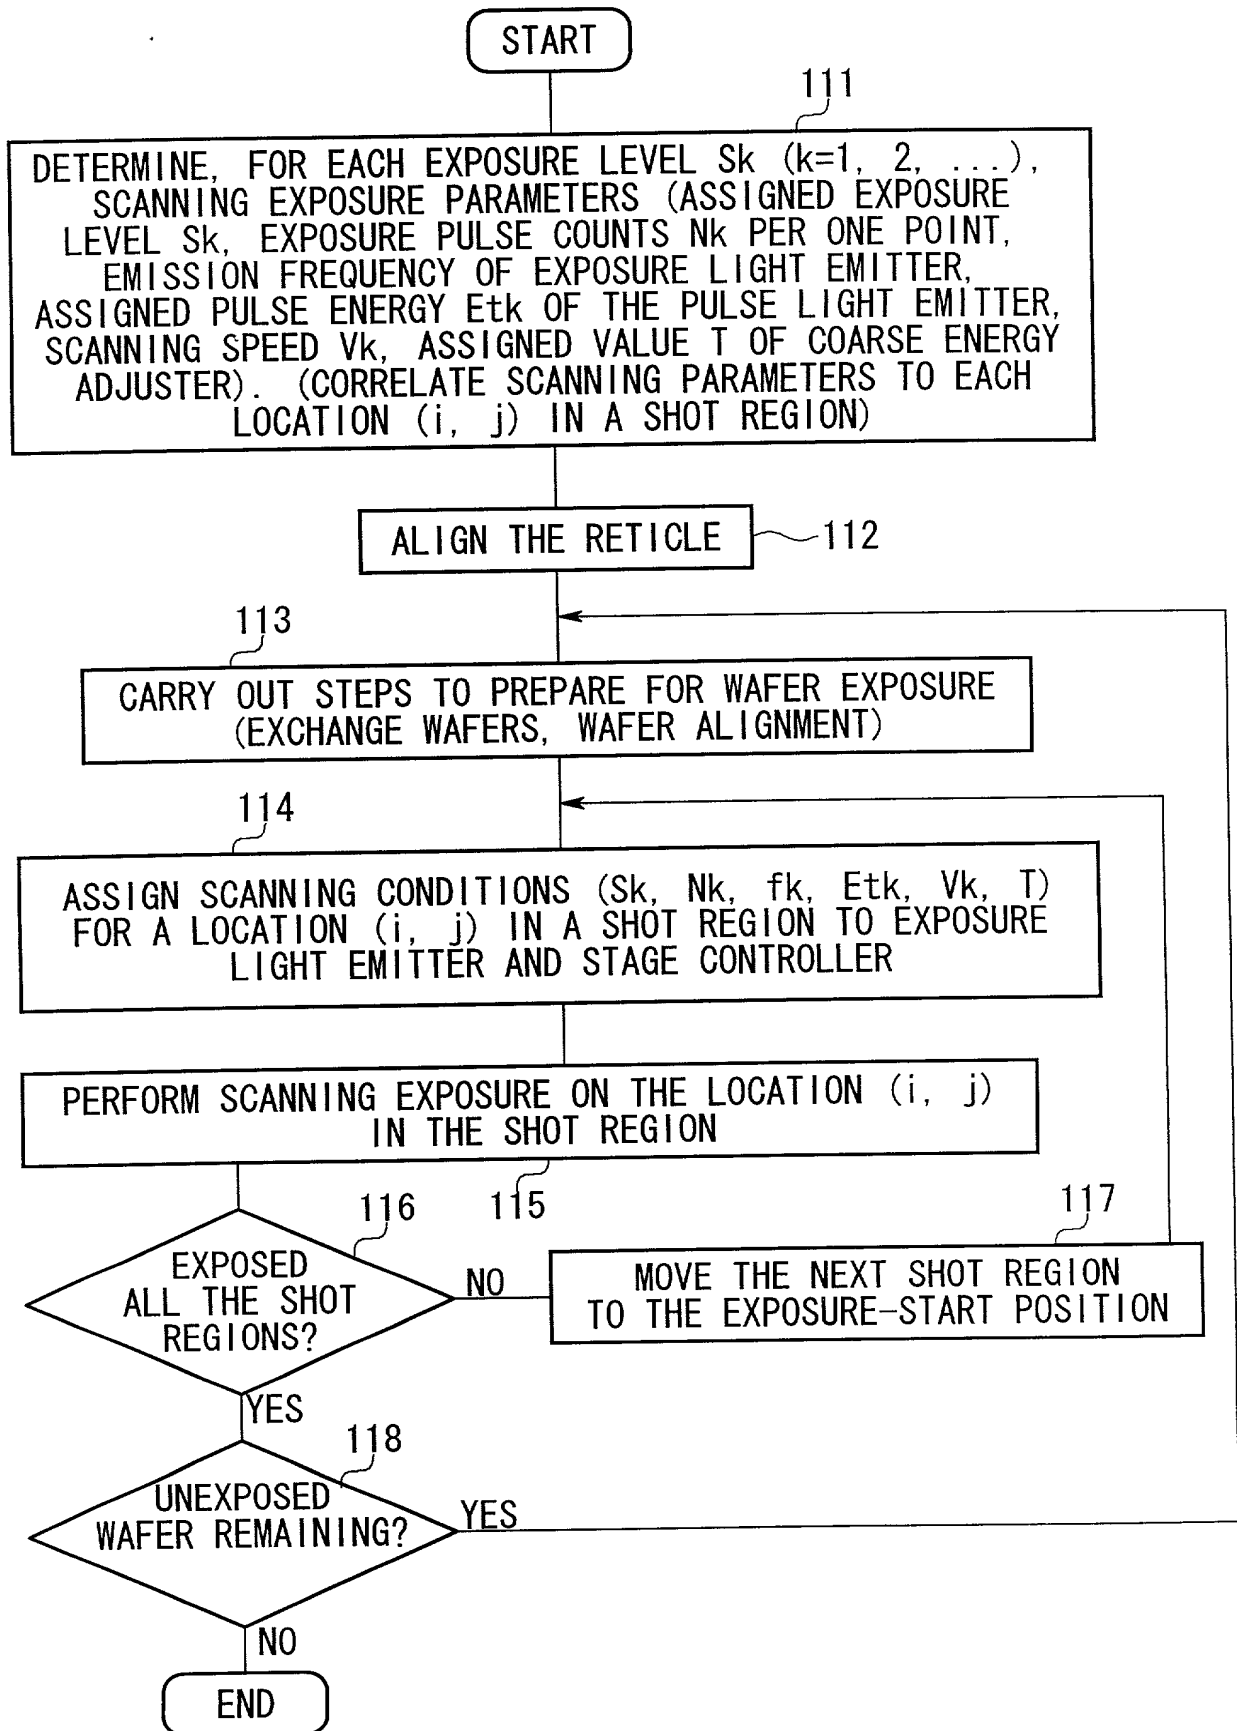 START
111
DETERMINE, FOR EACH EXPOSURE LEVEL Sk (k=1, 2, ...),
SCANNING EXPOSURE PARAMETERS (ASSIGNED EXPOSURE
LEVEL Sk, EXPOSURE PULSE COUNTS Nk PER ONE POINT,
EMISSION FREQUENCY OF EXPOSURE LIGHT EMITTER,
ASSIGNED PULSE ENERGY Etk OF THE PULSE LIGHT EMITTER,
SCANNING SPEED Vk, ASSIGNED VALUE T OF COARSE ENERGY
ADJUSTER). (CORRELATE SCANNING PARAMETERS TO EACH
LOCATION (i, j) IN A SHOT REGION)
ALIGN THE RETICLE
112
113
CARRY OUT STEPS TO PREPARE FOR WAFER EXPOSURE
(EXCHANGE WAFERS, WAFER ALIGNMENT)
114
ASSIGN SCANNING CONDITIONS (Sk, Nk, fk, Etk, Vk, T)
FOR A LOCATION (i, j) IN A SHOT REGION TO EXPOSURE
LIGHT EMITTER AND STAGE CONTROLLER
PERFORM SCANNING EXPOSURE ON THE LOCATION (i, j)
IN THE SHOT REGION
115
116
EXPOSED
ALL THE SHOT
REGIONS?
NO
117
MOVE THE NEXT SHOT REGION
TO THE EXPOSURE-START POSITION
YES
118
UNEXPOSED
WAFER REMAINING?
YES
NO
END